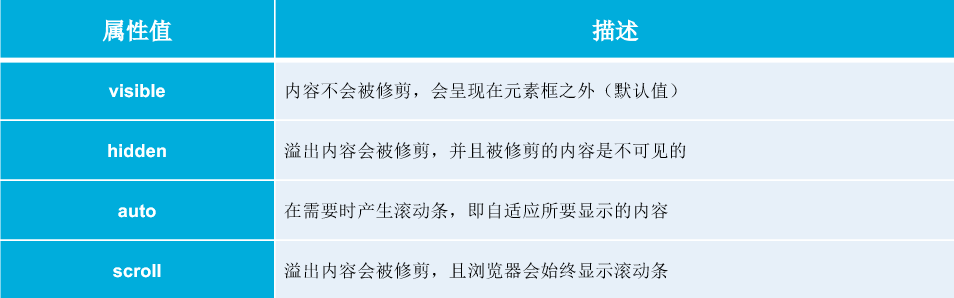 属性值 描述
visible 内容不会被修剪，会呈现在元素框之外（默认值）
hidden 溢出内容会被修剪，并且被修剪的内容是不可见的
auto 在需要时产生滚动条，即自适应所要显示的内容
scroll 溢出内容会被修剪，且浏览器会始终显示滚动条